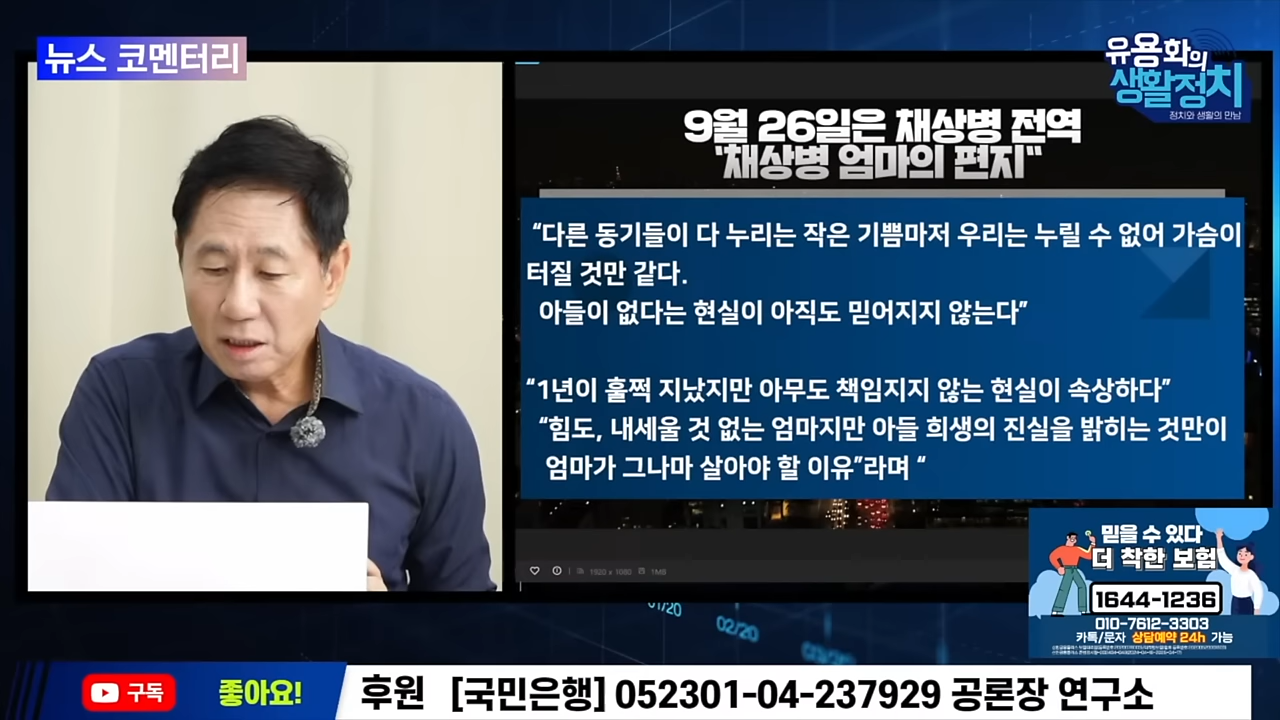 뉴스 코멘터리
유용화의
생활정치
정치와 생활의 만남
9월 26일은 채상병 전역
"채상병 엄마의 편지"
“다른 동기들이 다 누리는 작은 기쁨마저 우리는 누릴 수 없어 가슴이
터질 것만 같다.
아들이 없다는 현실이 아직도 믿어지지 않는다”
“1년이 훌쩍 지났지만 아무도 책임지지 않는 현실이 속상하다”
“힘도, 내세울 것 없는 엄마지만 아들 희생의 진실을 밝히는 것만이
엄마가 그나마 살아야 할 이유”라며 “
1920 x 1080 1MB
01/20
02/20
믿을 수 있다
더 착한 보험
1644-1236
010-7612-3303
카톡/문자 상담예약 24h 가능
구독
좋아요!
후원 [국민은행] 052301-04-237929 공론장 연구소